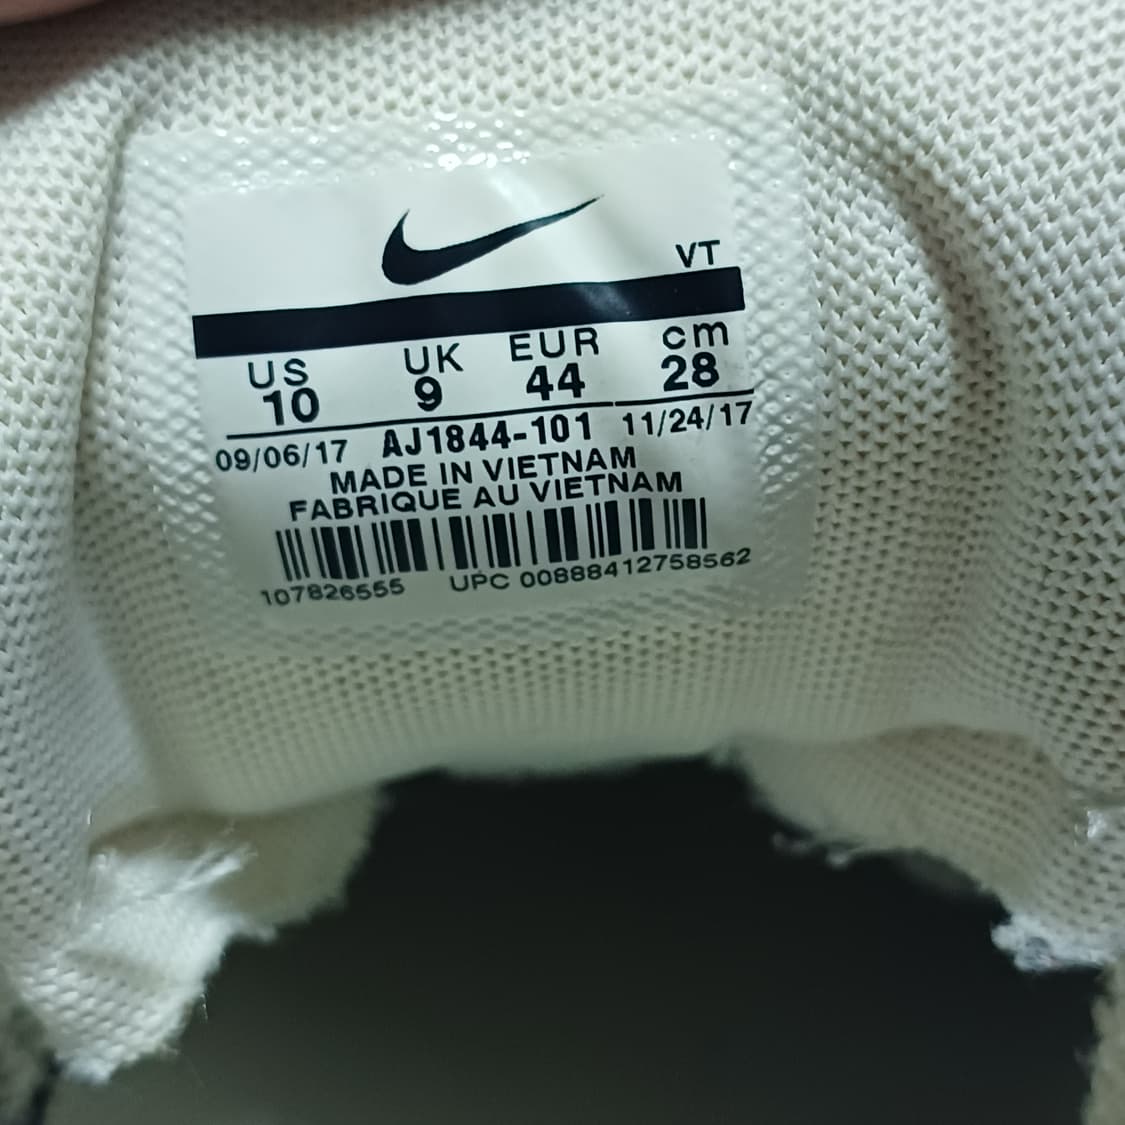 VT
US UK EUR cm
10 9 44 28
09/06/17 AJ1844-101 11/24/17
MADE IN VIETNAM
FABRIQUE AU VIETNAM
107826555 UPC 00888412758562